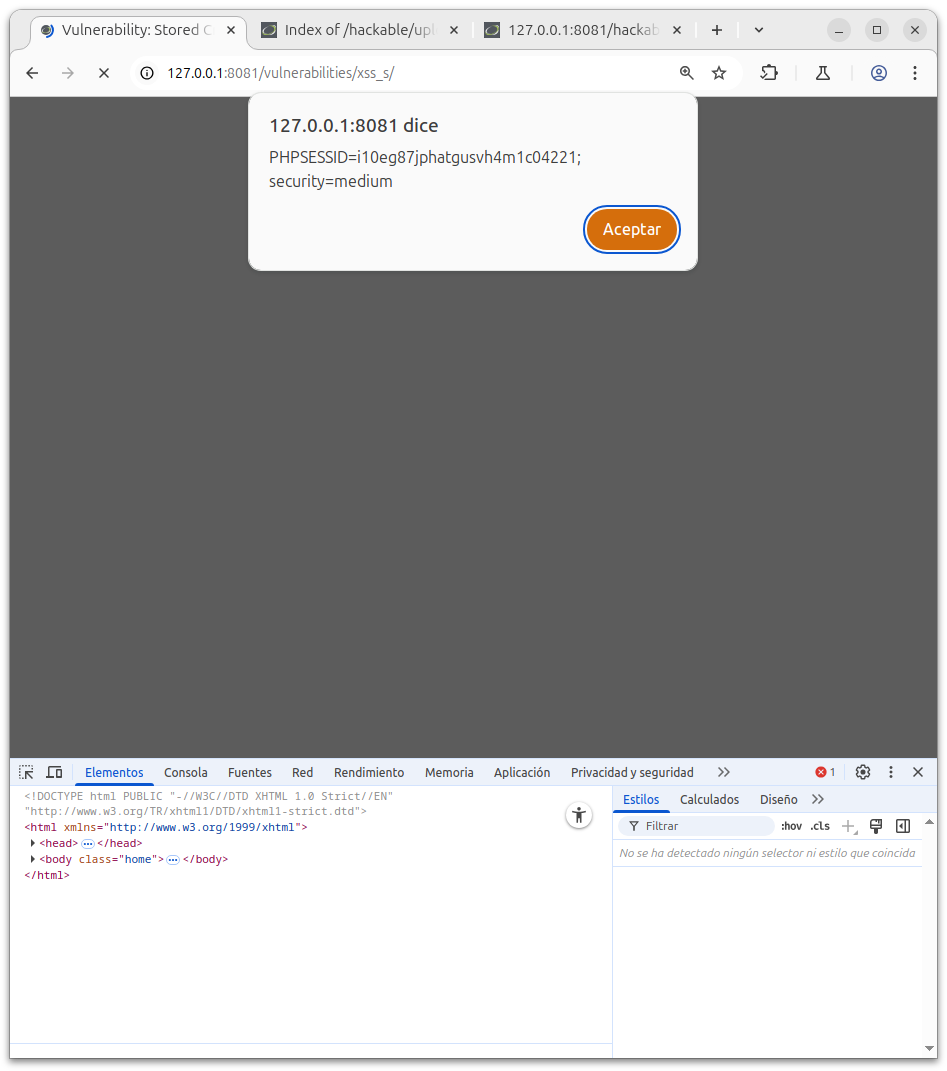 Vulnerability: Stored C
Index of /hackable/upl
127.0.0.1:8081/hackab
127.0.0.1:8081/vulnerabilities/xss_s/
127.0.0.1:8081 dice
PHPSESSID=i10eg87jphatgusvh4m1c04221;
security=medium
Aceptar
Elementos Consola Fuentes Red Rendimiento Memoria Aplicación Privacidad y seguridad 1
<!DOCTYPE html PUBLIC "-//W3C//DTD XHTML 1.0 Strict//EN"
"http://www.w3.org/TR/xhtml1/DTD/xhtml1-strict.dtd">
<html xmlns="http://www.w3.org/1999/xhtml">
<head> ⋯ </head>
<body class="home"> ⋯ </body>
</html>
Estilos Calculados Diseño
Filtrar :hov .cls
No se ha detectado ningún selector ni estilo que coincida